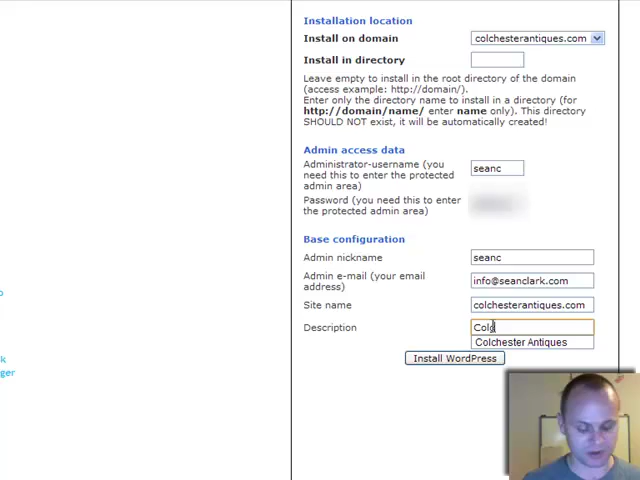 Installation location
Install on domain colchesterantiques.com
Install in directory
Leave empty to install in the root directory of the domain
(access example: http://domain/).
Enter only the directory name to install in a directory (for
http://domain/name/ enter name only). This directory
SHOULD NOT exist, it will be automatically created!
Admin access data
Administrator-username (you
need this to enter the protected
admin area)
seanc
Password (you need this to enter
the protected admin area)
Base configuration
Admin nickname seanc
Admin e-mail (your email
address)
info@seanclark.com
Site name colchesterantiques.com
Description
Colchester Antiques
Install WordPress
k
ger